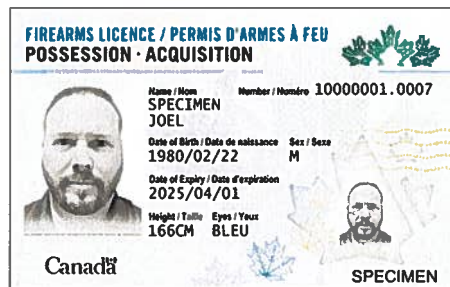 FIREARMS LICENCE / PERMIS D'ARMES À FEU
POSSESSION · ACQUISITION
Name / Nom Number / Numéro 10000001.0007
SPECIMEN
JOEL
Date of Birth / Date de naissance Sex / Sexe
1980/02/22 M
Date of Expiry / Date d'expiration
2025/04/01
Height / Taille Eyes / Yeux
166CM BLEU
Canada
SPECIMEN